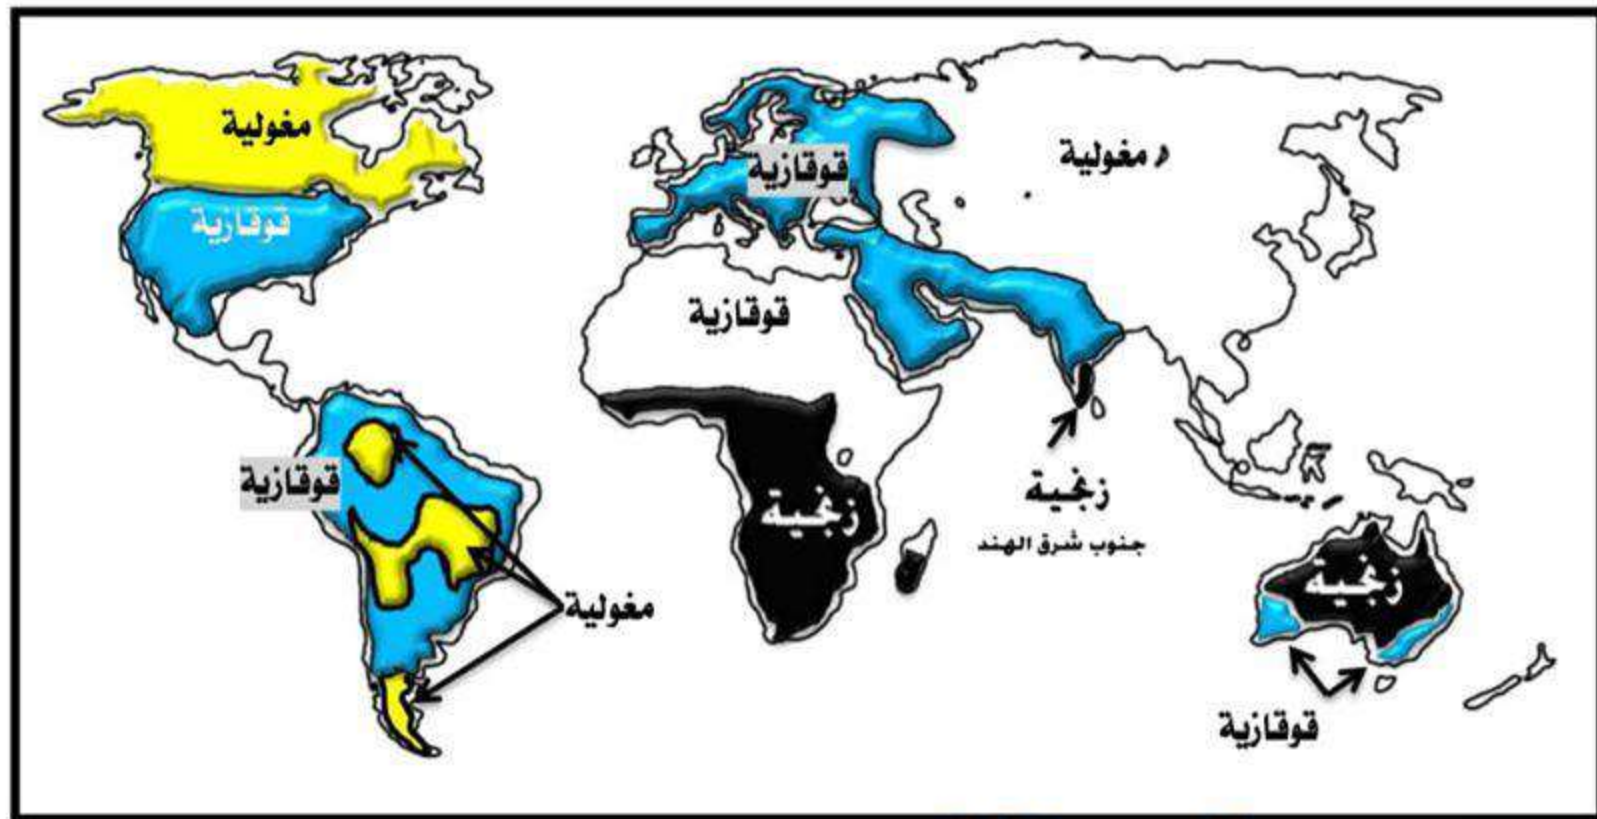 مغولية
قوقازية
مغولية
قوقازية
قوقازية
قوقازية
زنجية
زنجية
جنوب شرق الهند
مغولية
زنجية
قوقازية